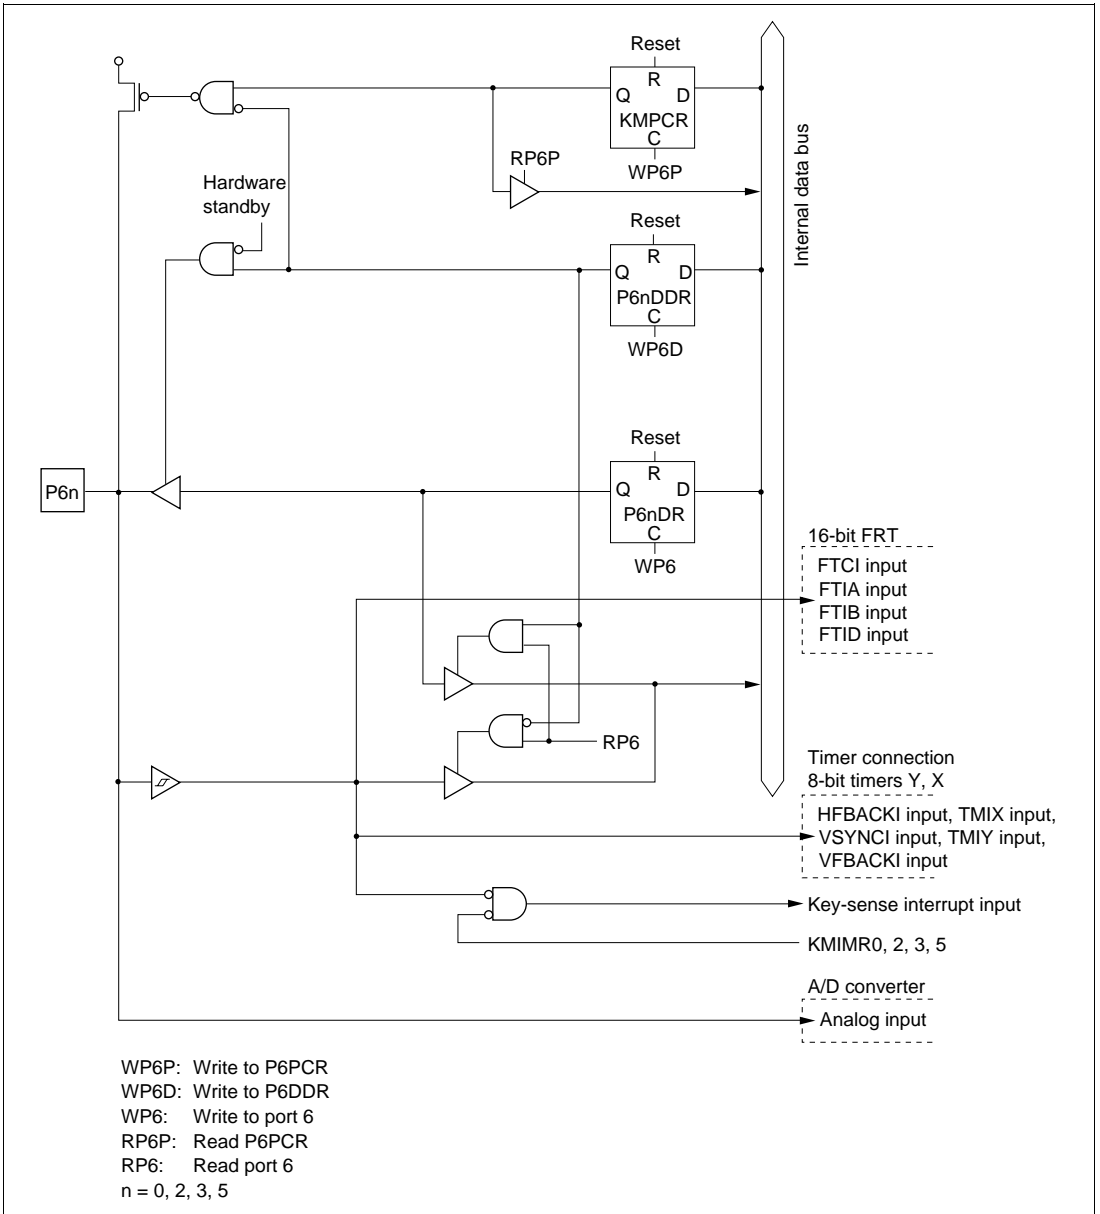 Reset
R
Q D
KMPCR
C
WP6P
RP6P
Hardware
standby
Internal data bus
Reset
R
Q D
P6nDDR
C
WP6D
Reset
R
P6n
Q D
P6nDR
C
WP6
16-bit FRT
FTCI input
FTIA input
FTIB input
FTID input
RP6
Timer connection
8-bit timers Y, X
HFBACKI input, TMIX input,
VSYNCI input, TMIY input,
VFBACKI input
Key-sense interrupt input
KMIMR0, 2, 3, 5
A/D converter
Analog input
WP6P: Write to P6PCR
WP6D: Write to P6DDR
WP6: Write to port 6
RP6P: Read P6PCR
RP6: Read port 6
n = 0, 2, 3, 5